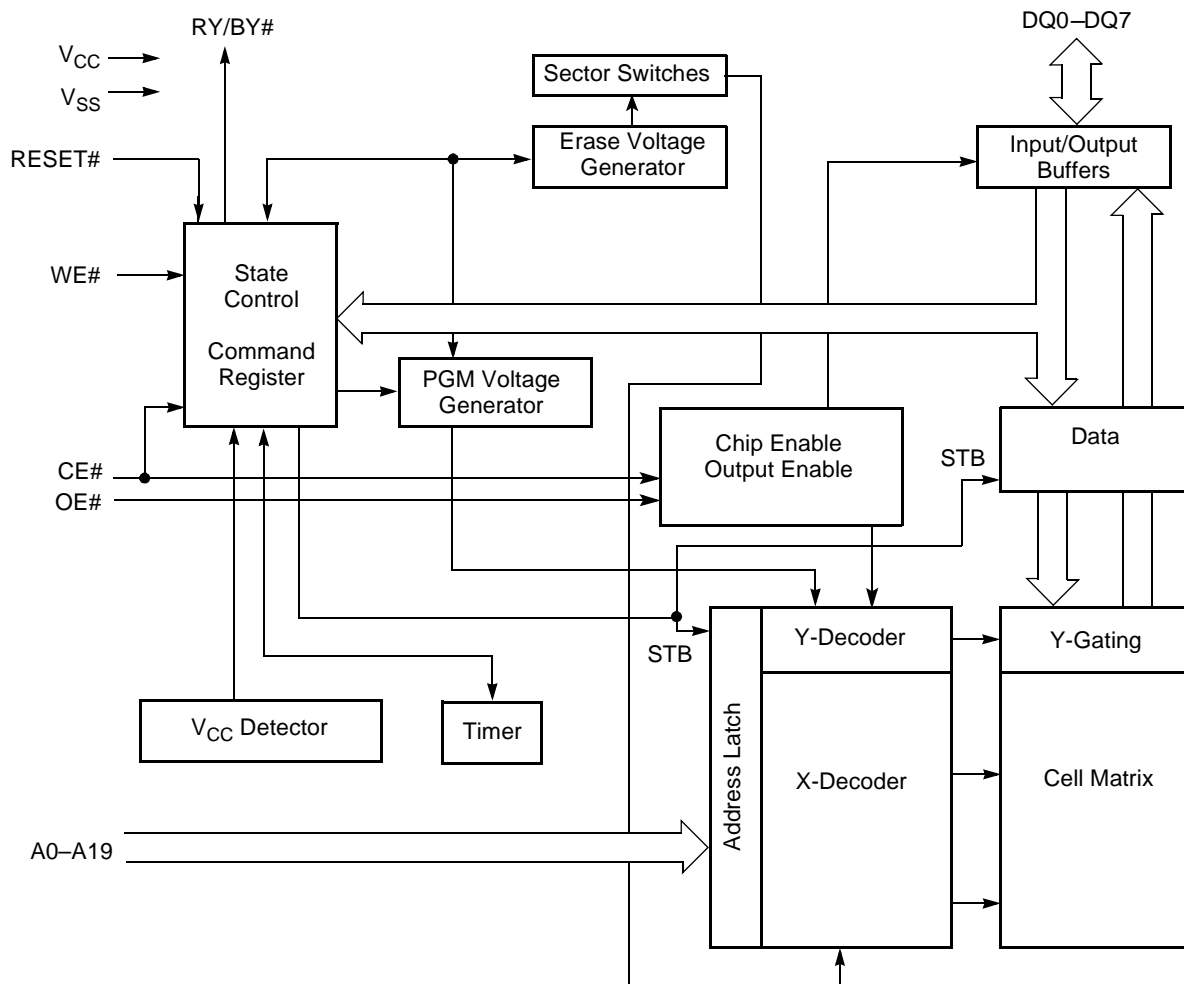 RY/BY#
DQ0–DQ7
VCC
VSS
Sector Switches
Erase Voltage
Generator
Input/Output
Buffers
RESET#
WE#
State
Control
Command
Register
PGM Voltage
Generator
Chip Enable
Output Enable
Data
STB
CE#
OE#
STB
Y-Decoder
Y-Gating
VCC Detector
Timer
Address Latch
X-Decoder
Cell Matrix
A0–A19